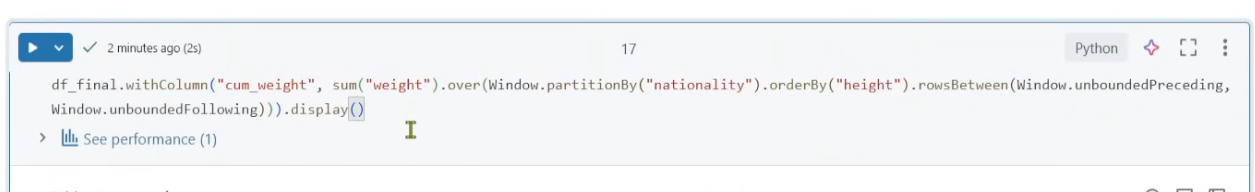 2 minutes ago (2s)
17
Python
df_final.withColumn("cum_weight", sum("weight").over(Window.partitionBy("nationality").orderBy("height").rowsBetween(Window.unboundedPreceding,
Window.unboundedFollowing))).display()
See performance (1)